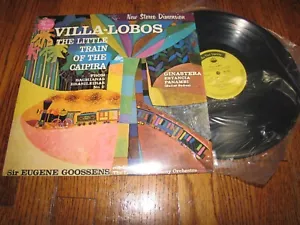 New Stereo Dimension
VILLA-LOBOS
THE LITTLE
TRAIN OF THE
CAIPIRA
FROM
BACHIANAS
BRASILEIRAS
No. 2
GINASTERA
ESTANCIA
PANAMBI
(Ballet Suites)
Sir EUGENE GOOSSENS
Orchestra